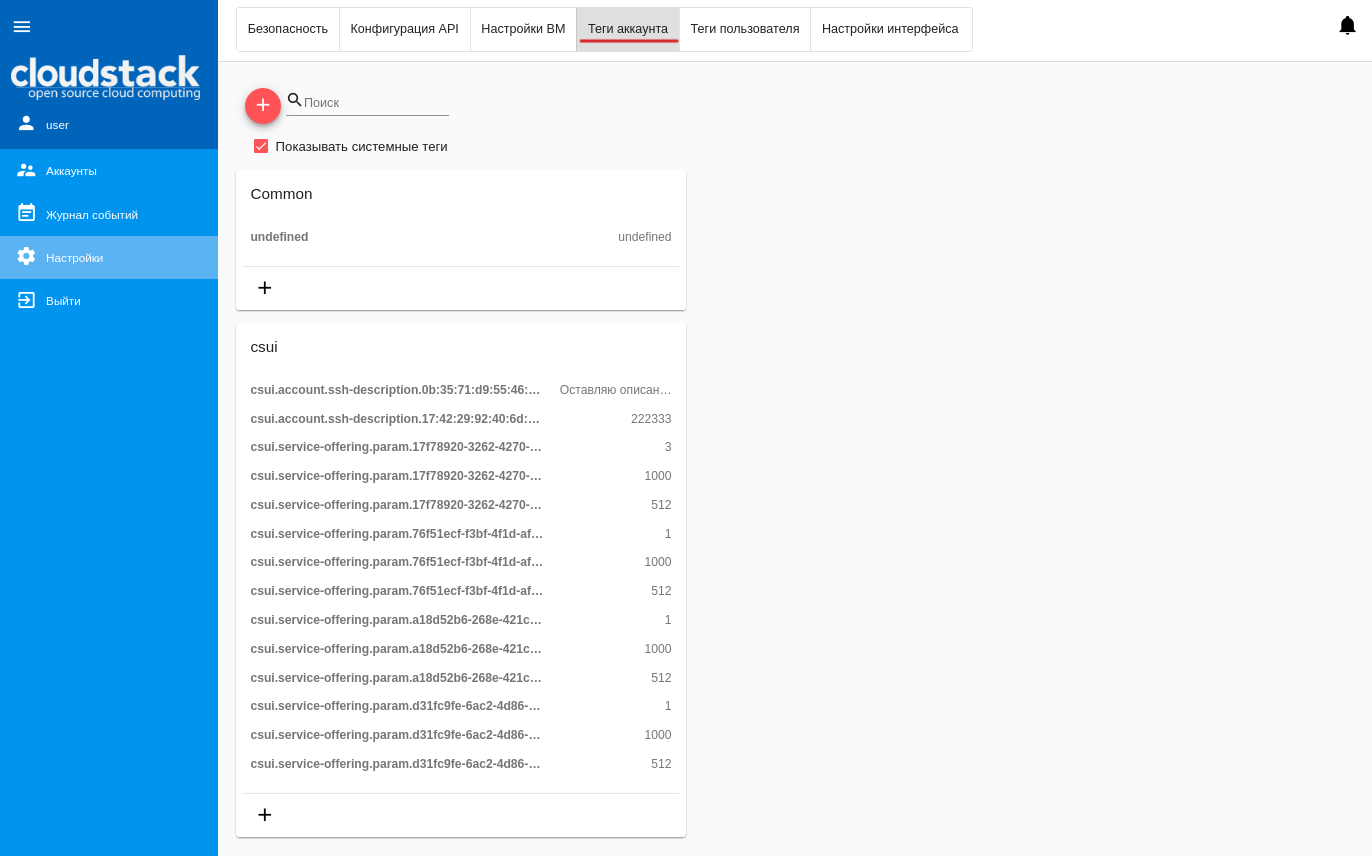 Безопасность Конфигурация API Настройки ВМ Теги аккаунта Теги пользователя Настройки интерфейса
cloudstack
open source cloud computing
user
Аккаунты
Журнал событий
Настройки
Выйти
Поиск
Показывать системные теги
Common
undefined undefined
csui
csui.account.ssh-description.0b:35:71:d9:55:46:… Оставляю описан…
csui.account.ssh-description.17:42:29:92:40:6d:… 222333
csui.service-offering.param.17f78920-3262-4270-… 3
csui.service-offering.param.17f78920-3262-4270-… 1000
csui.service-offering.param.17f78920-3262-4270-… 512
csui.service-offering.param.76f51ecf-f3bf-4f1d-af… 1
csui.service-offering.param.76f51ecf-f3bf-4f1d-af… 1000
csui.service-offering.param.76f51ecf-f3bf-4f1d-af… 512
csui.service-offering.param.a18d52b6-268e-421c… 1
csui.service-offering.param.a18d52b6-268e-421c… 1000
csui.service-offering.param.a18d52b6-268e-421c… 512
csui.service-offering.param.d31fc9fe-6ac2-4d86-… 1
csui.service-offering.param.d31fc9fe-6ac2-4d86-… 1000
csui.service-offering.param.d31fc9fe-6ac2-4d86-… 512